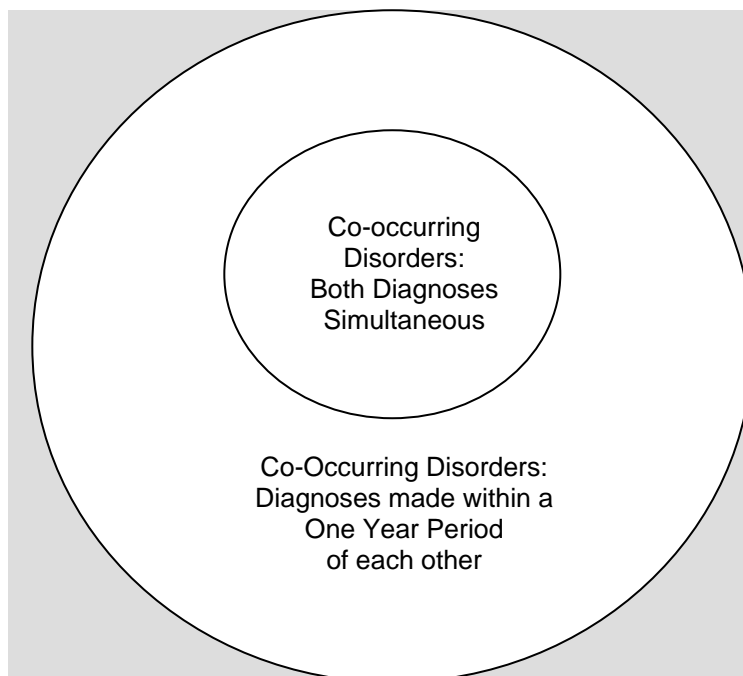 Co-occurring
Disorders:
Both Diagnoses
Simultaneous
Co-Occurring Disorders:
Diagnoses made within a
One Year Period
of each other